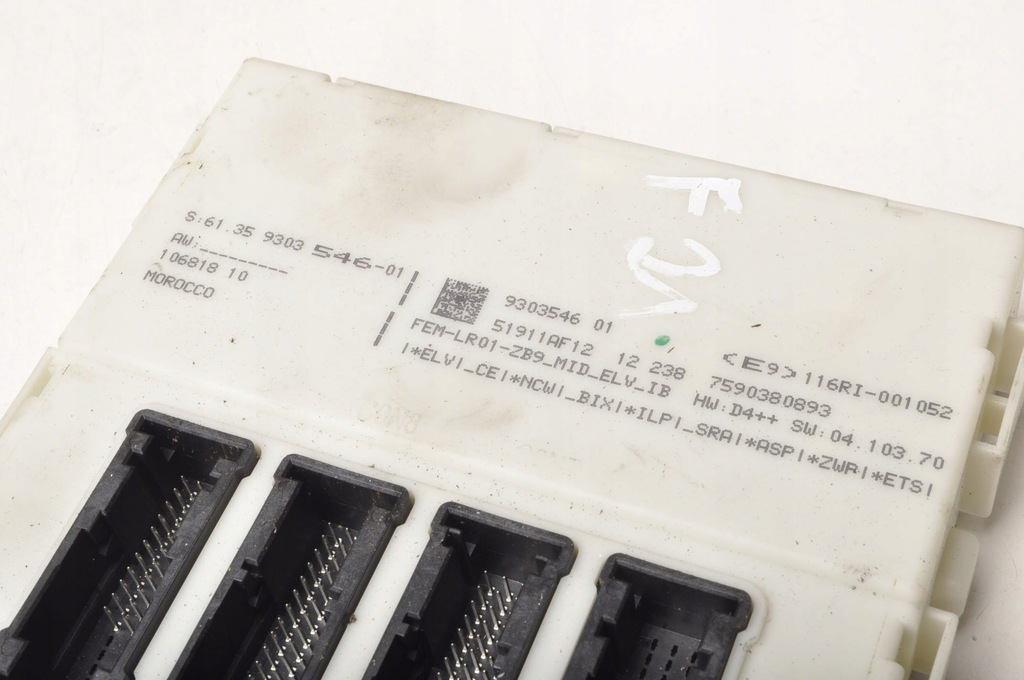 S:61.35 9303 546-01
AW:_________
106818 10
MOROCCO
9303546 01
51911AF12 12 238
FEM-LR01-ZB9_MID_ELV_IB
|*ELV|_CE|*NCW|_BIX|*ILP|_SRA|*ASP|*ZWR|*ETS|
<E9>116RI-001052
7590380893
HW:D4++ SW:04.103.70